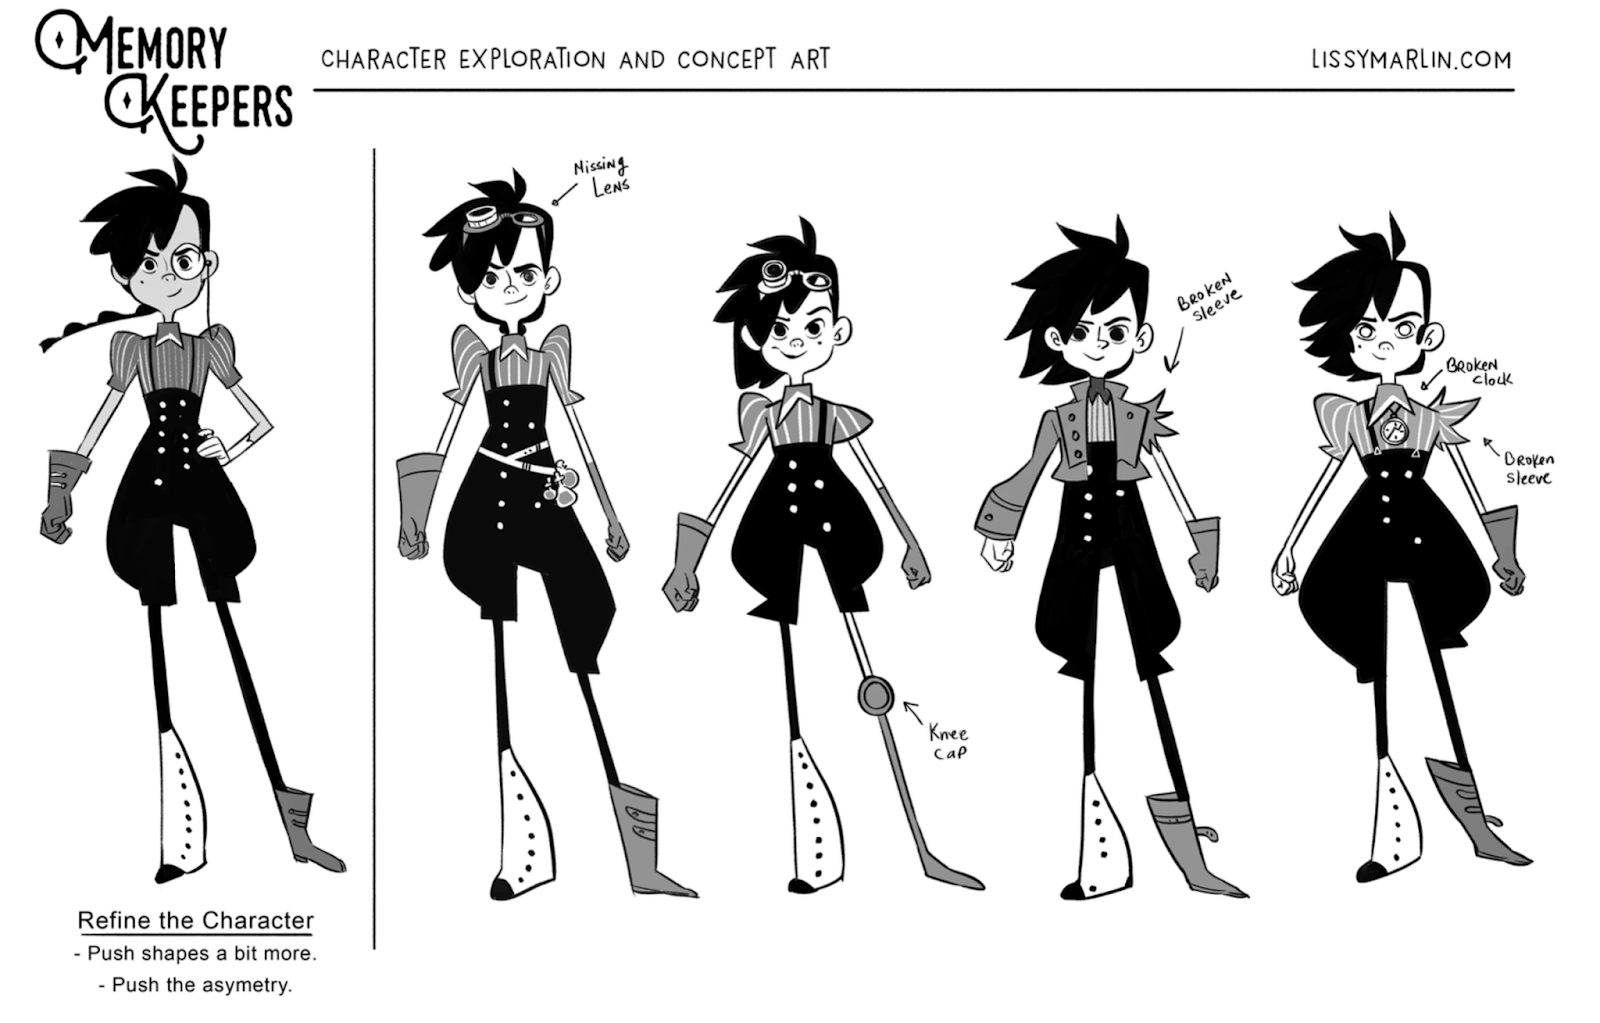 MEMORY
KEEPERS
CHARACTER EXPLORATION AND CONCEPT ART
LISSYMARLIN.COM
Missing
Lens
Broken
sleeve
Broken
clock
Broken
sleeve
Knee
cap
Refine the Character
- Push shapes a bit more.
- Push the asymetry.